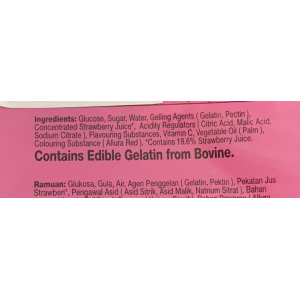 Ingredients: Glucose, Sugar, Water, Gelling Agents ( Gelatin, Pectin ),
Concentrated Strawberry Juice*, Acidity Regulators ( Citric Acid, Malic Acid,
Sodium Citrate ), Flavouring Substances, Vitamin C, Vegetable Oil ( Palm ),
Colouring Substance ( Allura Red ). *Contains 18.6% Strawberry Juice.
Contains Edible Gelatin from Bovine.
Ramuan: Glukosa, Gula, Air, Agen Penggelan ( Gelatin, Pektin ), Pekatan Jus
Strawberi*, Pengawal Asid ( Asid Sitrik, Asid Malik, Natrium Sitrat ), Bahan